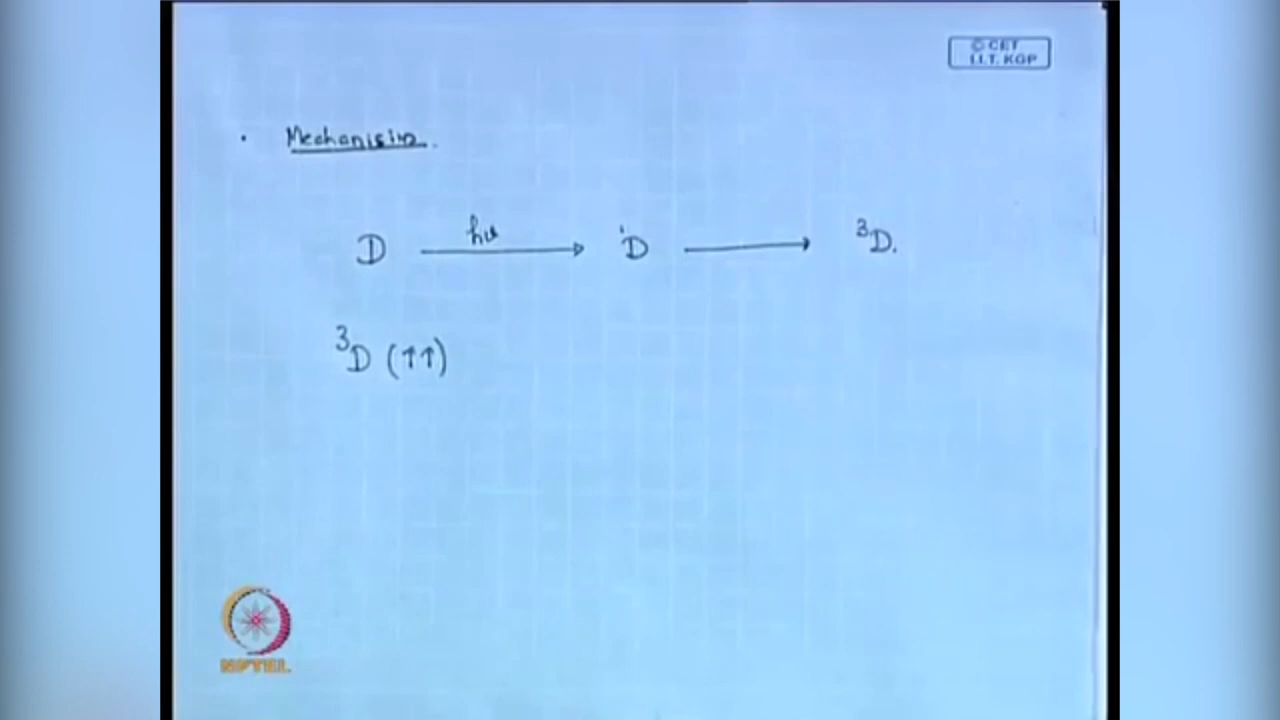 © CET
I.I.T. KGP
• Mechanism.
D hν → ¹D → ³D.
³D (↑↑)
NPTEL